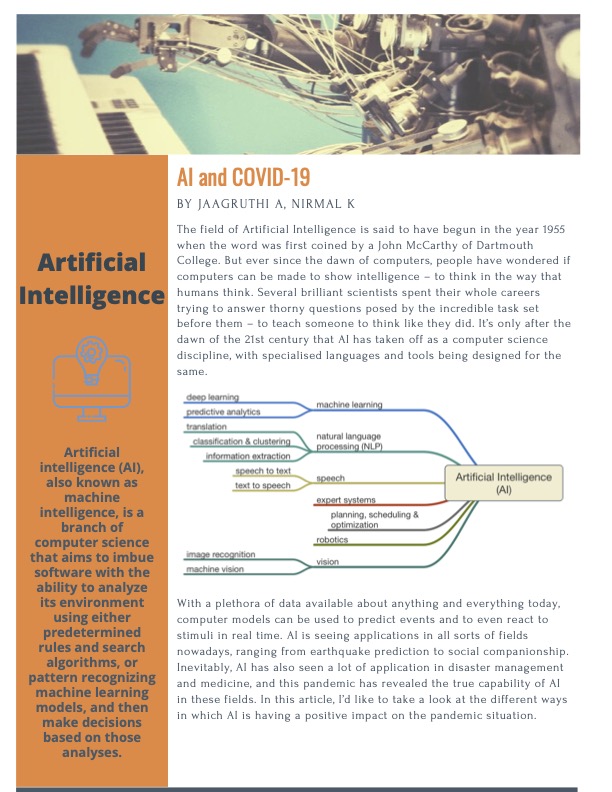 Artificial
Intelligence
Artificial
intelligence (AI),
also known as
machine
intelligence, is a
branch of
computer science
that aims to imbue
software with the
ability to analyze
its environment
using either
predetermined
rules and search
algorithms, or
pattern recognizing
machine learning
models, and then
make decisions
based on those
analyses.
AI and COVID-19
BY JAAGRUTHI A, NIRMAL K
The field of Artificial Intelligence is said to have begun in the year 1955
when the word was first coined by a John McCarthy of Dartmouth
College. But ever since the dawn of computers, people have wondered if
computers can be made to show intelligence – to think in the way that
humans think. Several brilliant scientists spent their whole careers
trying to answer thorny questions posed by the incredible task set
before them – to teach someone to think like they did. It's only after the
dawn of the 21st century that AI has taken off as a computer science
discipline, with specialised languages and tools being designed for the
same.
deep learning
predictive analytics
machine learning
translation
classification & clustering
information extraction
natural language
processing (NLP)
speech to text
text to speech
speech
expert systems
planning, scheduling &
optimization
robotics
image recognition
machine vision
vision
Artificial Intelligence
(AI)
With a plethora of data available about anything and everything today,
computer models can be used to predict events and to even react to
stimuli in real time. AI is seeing applications in all sorts of fields
nowadays, ranging from earthquake prediction to social companionship.
Inevitably, AI has also seen a lot of application in disaster management
and medicine, and this pandemic has revealed the true capability of AI
in these fields. In this article, I'd like to take a look at the different ways
in which AI is having a positive impact on the pandemic situation.